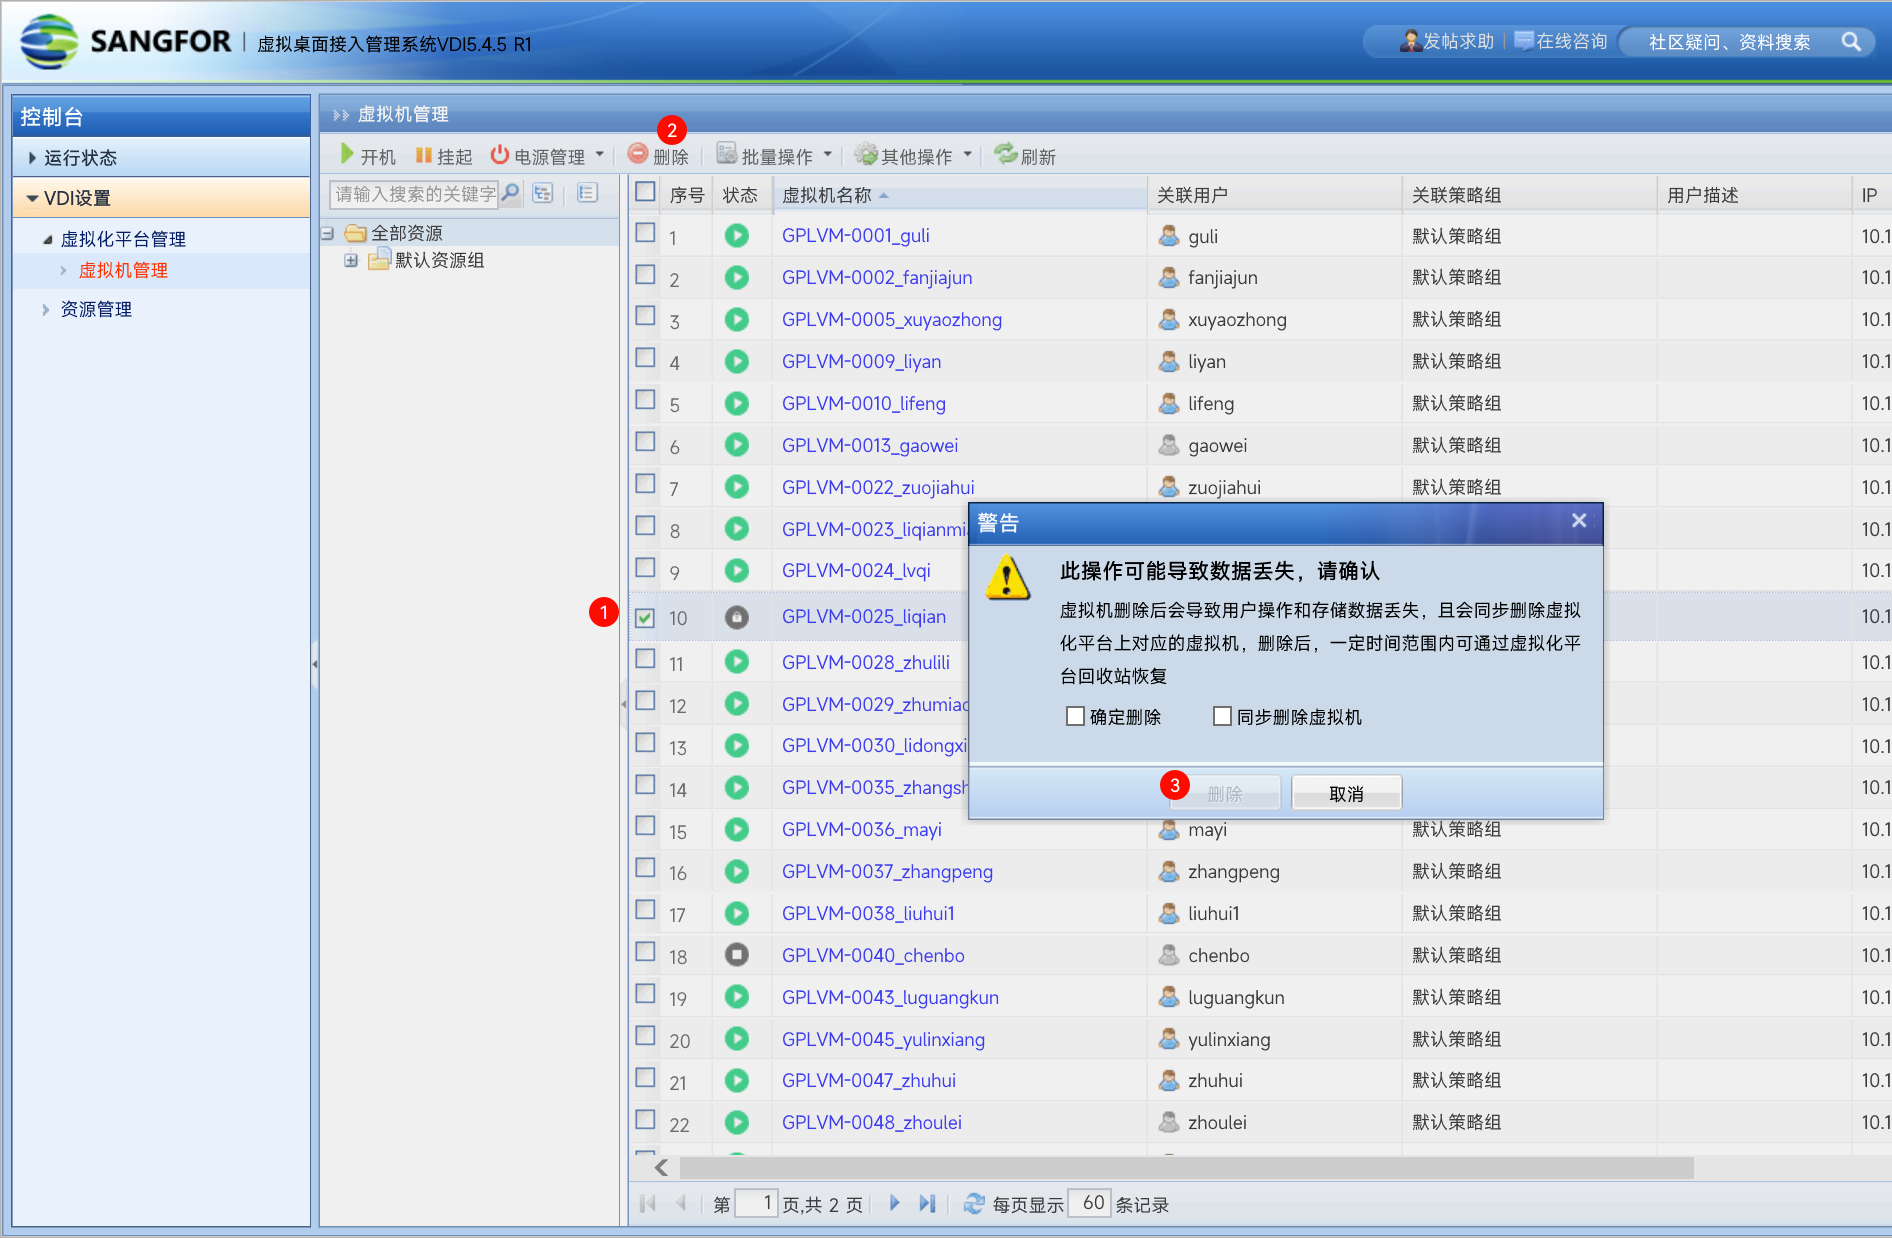 SANGFOR | 虚拟桌面接入管理系统VDI5.4.5 R1
发帖求助 | 在线咨询 社区疑问、资料搜索
控制台
运行状态
VDI设置
虚拟化平台管理
虚拟机管理
资源管理
虚拟机管理
2
开机 挂起 电源管理 删除 批量操作 其他操作 刷新
请输入搜索的关键字
全部资源
默认资源组
序号 状态 虚拟机名称 关联用户 关联策略组 用户描述 IP
1 GPLVM-0001_guli guli 默认策略组 10.1
2 GPLVM-0002_fanjiajun fanjiajun 默认策略组 10.1
3 GPLVM-0005_xuyaozhong xuyaozhong 默认策略组 10.1
4 GPLVM-0009_liyan liyan 默认策略组 10.1
5 GPLVM-0010_lifeng lifeng 默认策略组 10.1
6 GPLVM-0013_gaowei gaowei 默认策略组 10.1
7 GPLVM-0022_zuojiahui zuojiahui 默认策略组 10.1
8 GPLVM-0023_liqianmi 10.1
9 GPLVM-0024_lvqi 10.1
1
10 GPLVM-0025_liqian 10.1
11 GPLVM-0028_zhulili 10.1
12 GPLVM-0029_zhumiao 10.1
13 GPLVM-0030_lidongxi 10.1
14 GPLVM-0035_zhangsh 10.1
15 GPLVM-0036_mayi mayi 默认策略组 10.1
16 GPLVM-0037_zhangpeng zhangpeng 默认策略组 10.1
17 GPLVM-0038_liuhui1 liuhui1 默认策略组 10.1
18 GPLVM-0040_chenbo chenbo 默认策略组 10.1
19 GPLVM-0043_luguangkun luguangkun 默认策略组 10.1
20 GPLVM-0045_yulinxiang yulinxiang 默认策略组 10.1
21 GPLVM-0047_zhuhui zhuhui 默认策略组 10.1
22 GPLVM-0048_zhoulei zhoulei 默认策略组 10.1
警告
此操作可能导致数据丢失，请确认
虚拟机删除后会导致用户操作和存储数据丢失，且会同步删除虚拟
化平台上对应的虚拟机，删除后，一定时间范围内可通过虚拟化平
台回收站恢复
确定删除 同步删除虚拟机
3
删除 取消
第 1 页,共 2 页 每页显示 60 条记录